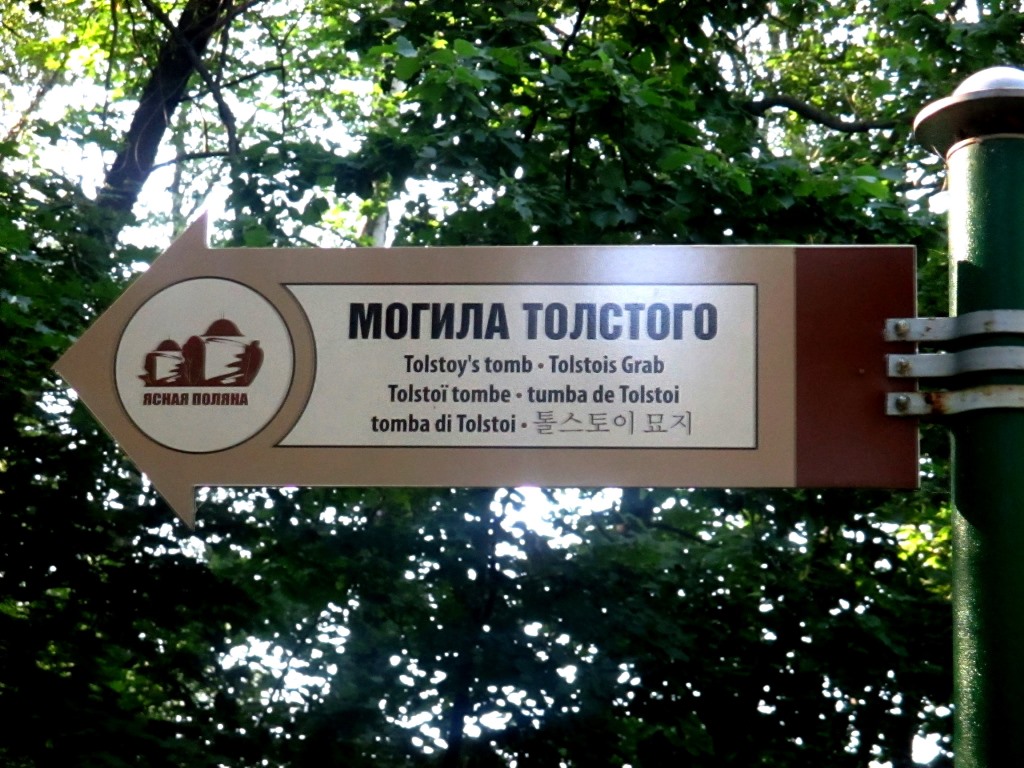 ЯСНАЯ ПОЛЯНА
МОГИЛА ТОЛСТОГО
Tolstoy's tomb • Tolstois Grab
Tolstoï tombe • tumba de Tolstoi
tomba di Tolstoi • 톨스토이 묘지